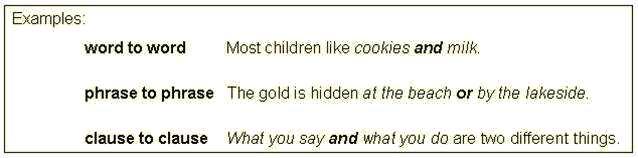 Examples:
word to word Most children like cookies and milk.
phrase to phrase The gold is hidden at the beach or by the lakeside.
clause to clause What you say and what you do are two different things.